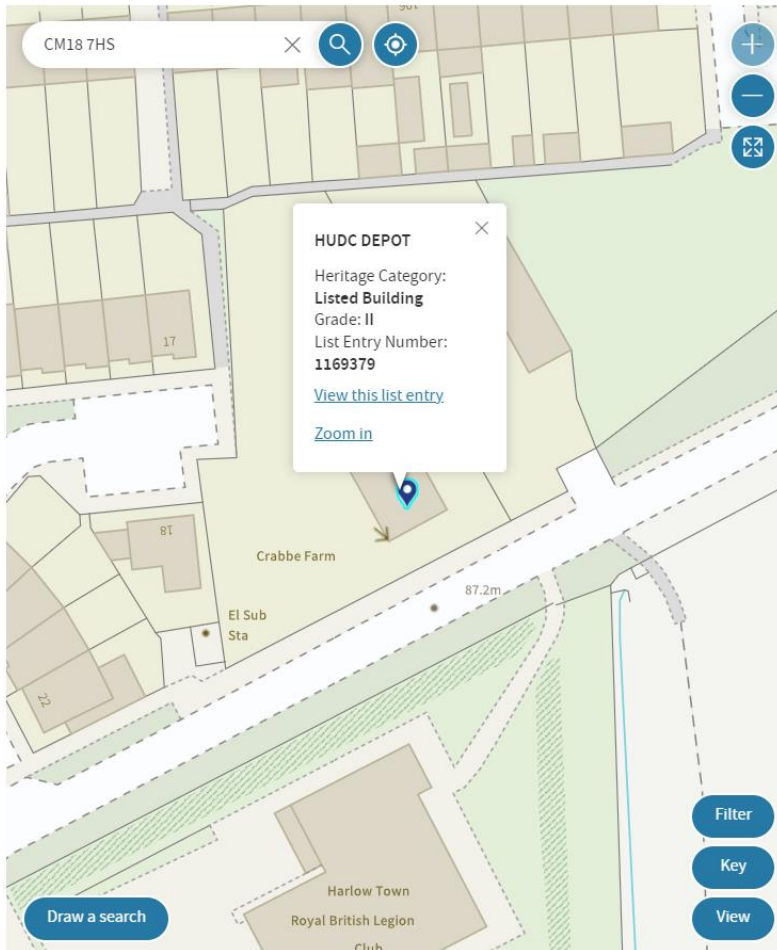 106
CM18 7HS
HUDC DEPOT
Heritage Category:
Listed Building
Grade: II
List Entry Number:
1169379
View this list entry
Zoom in
17
18
Crabbe Farm
87.2m
El Sub
Sta
22
Filter
Key
View
Harlow Town
Royal British Legion
Club
Draw a search